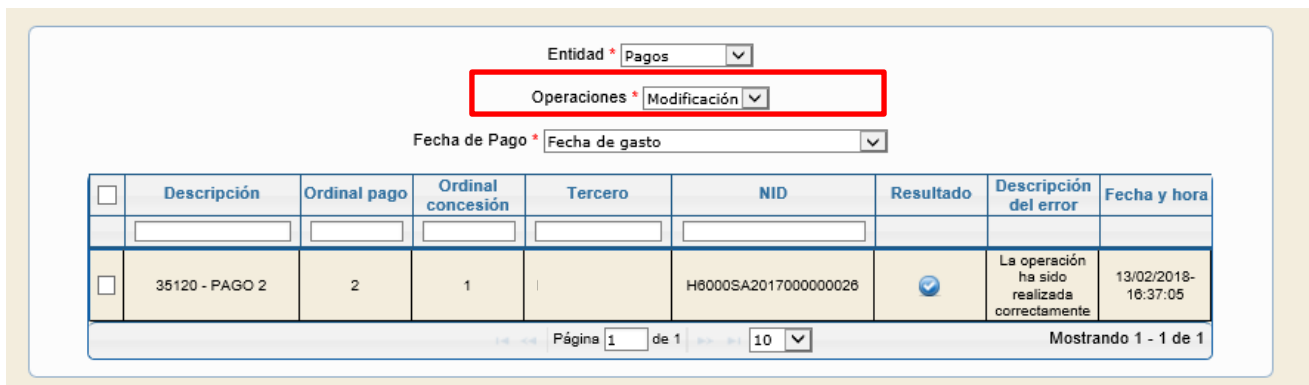 Entidad * Pagos
Operaciones * Modificación
Fecha de Pago * Fecha de gasto
Descripción Ordinal pago Ordinal concesión Tercero NID Resultado Descripción del error Fecha y hora
35120 - PAGO 2 2 1 H6000SA2017000000026 La operación ha sido realizada correctamente 13/02/2018-16:37:05
Página 1 de 1 10 Mostrando 1 - 1 de 1